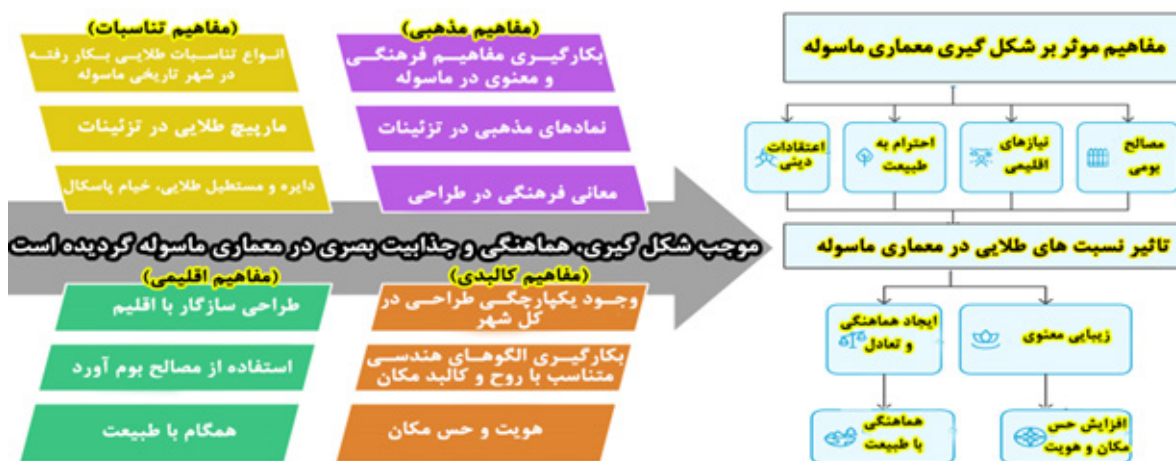 مفاهیم موثر بر شکل گیری معماری ماسوله
مصالح
بومی
نیازهای
اقلیمی
احترام به
طبیعت
اعتقادات
دینی
تاثیر نسبت های طلایی در معماری ماسوله
زیبایی معنوی
ایجاد هماهنگی
و تعادل
افزایش حس
مکان و هویت
هماهنگی
با طبیعت
(مفاهیم مذهبی)
بکارگیری مفاهیم فرهنگی
و معنوی در ماسوله
نمادهای مذهبی در تزئینات
معانی فرهنگی در طراحی
(مفاهیم تناسبات)
انواع تناسبات طلایی بکار رفته
در شهر تاریخی ماسوله
مارپیچ طلایی در تزئینات
دایره و مستطیل طلایی، خیام پاسکال
موجب شکل گیری، هماهنگی و جذابیت بصری در معماری ماسوله گردیده است
(مفاهیم کالبدی)
وجود یکپارچگی طراحی در
کل شهر
بکارگیری الگوهای هندسی
متناسب با روح و کالبد مکان
هویت و حس مکان
(مفاهیم اقلیمی)
طراحی سازگار با اقلیم
استفاده از مصالح بوم آورد
همگام با طبیعت